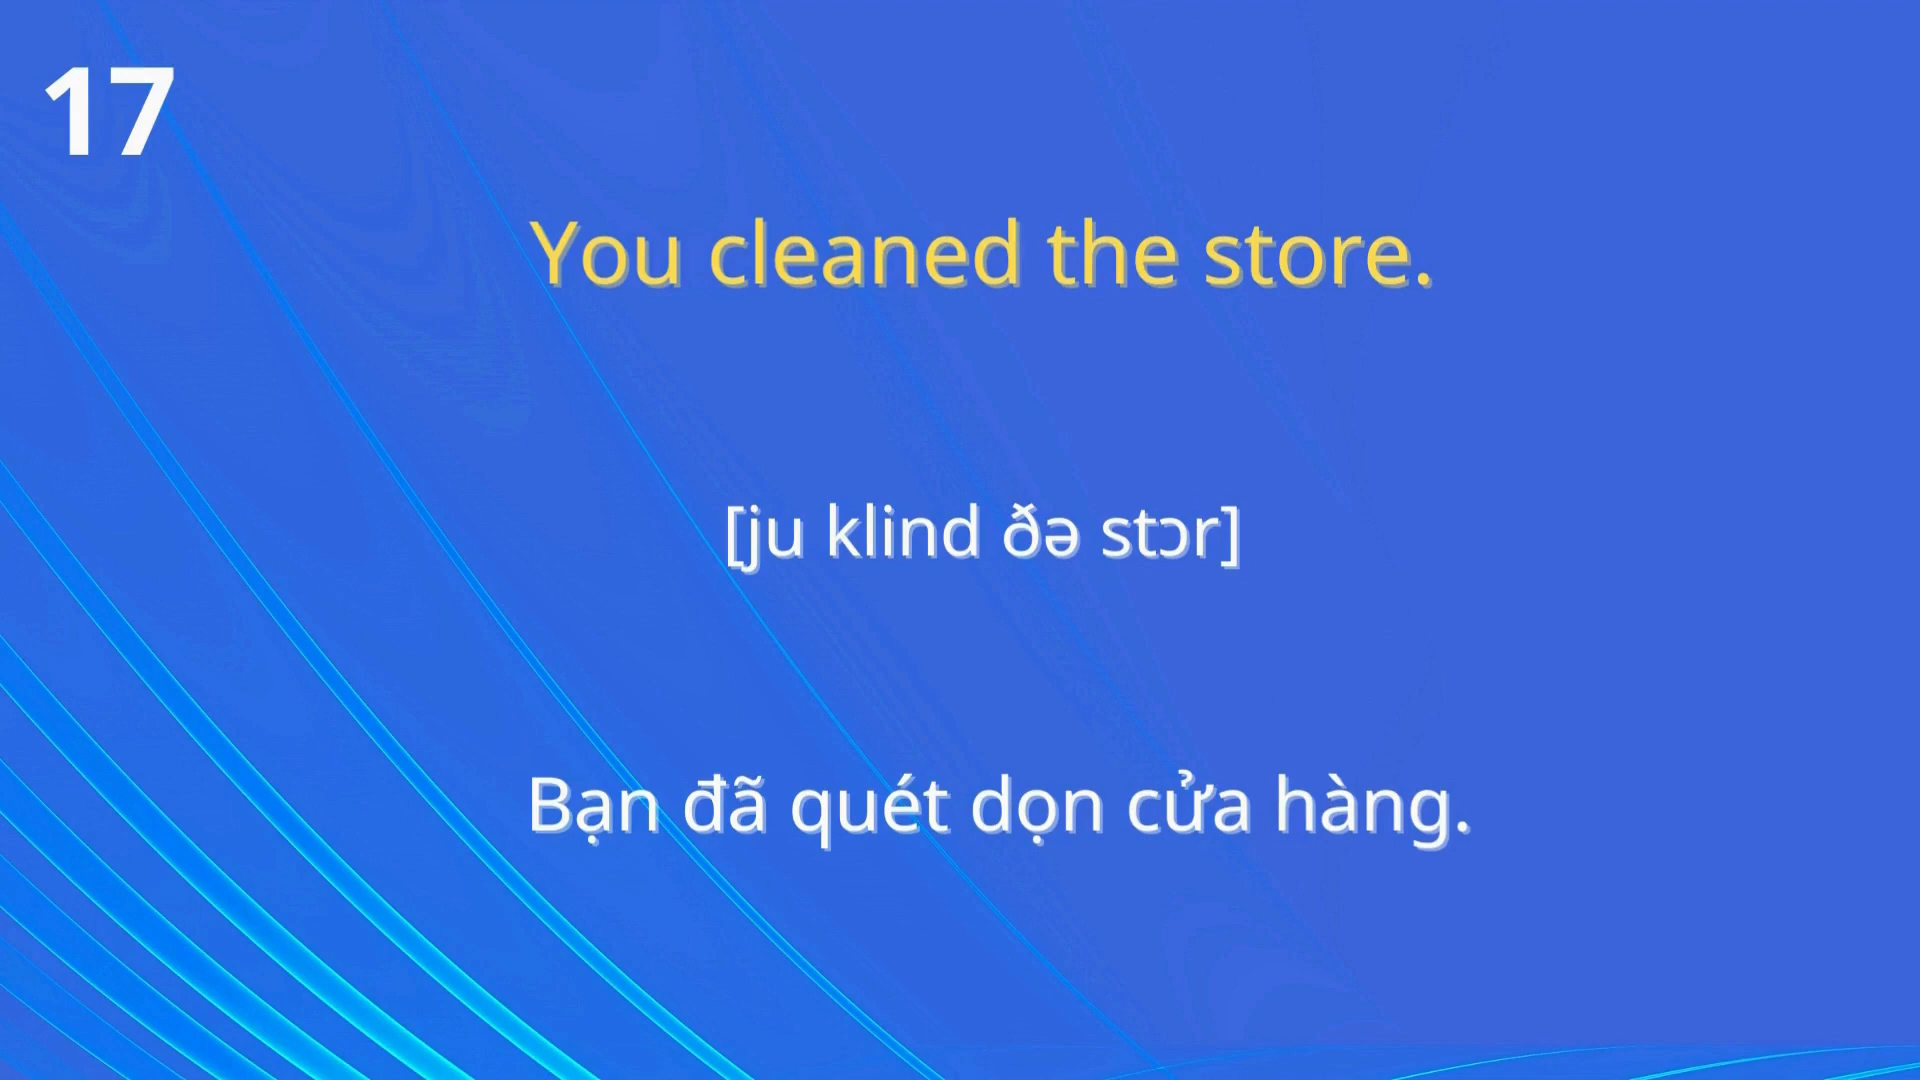 17
You cleaned the store.
[ju klind ðə stɔr]
Bạn đã quét dọn cửa hàng.